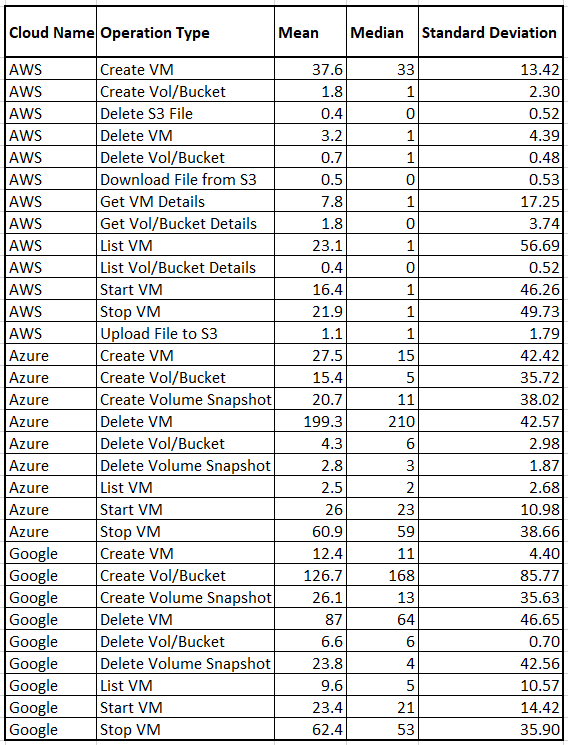 Cloud Name Operation Type Mean Median Standard Deviation
AWS Create VM 37.6 33 13.42
AWS Create Vol/Bucket 1.8 1 2.30
AWS Delete S3 File 0.4 0 0.52
AWS Delete VM 3.2 1 4.39
AWS Delete Vol/Bucket 0.7 1 0.48
AWS Download File from S3 0.5 0 0.53
AWS Get VM Details 7.8 1 17.25
AWS Get Vol/Bucket Details 1.8 0 3.74
AWS List VM 23.1 1 56.69
AWS List Vol/Bucket Details 0.4 0 0.52
AWS Start VM 16.4 1 46.26
AWS Stop VM 21.9 1 49.73
AWS Upload File to S3 1.1 1 1.79
Azure Create VM 27.5 15 42.42
Azure Create Vol/Bucket 15.4 5 35.72
Azure Create Volume Snapshot 20.7 11 38.02
Azure Delete VM 199.3 210 42.57
Azure Delete Vol/Bucket 4.3 6 2.98
Azure Delete Volume Snapshot 2.8 3 1.87
Azure List VM 2.5 2 2.68
Azure Start VM 26 23 10.98
Azure Stop VM 60.9 59 38.66
Google Create VM 12.4 11 4.40
Google Create Vol/Bucket 126.7 168 85.77
Google Create Volume Snapshot 26.1 13 35.63
Google Delete VM 87 64 46.65
Google Delete Vol/Bucket 6.6 6 0.70
Google Delete Volume Snapshot 23.8 4 42.56
Google List VM 9.6 5 10.57
Google Start VM 23.4 21 14.42
Google Stop VM 62.4 53 35.90